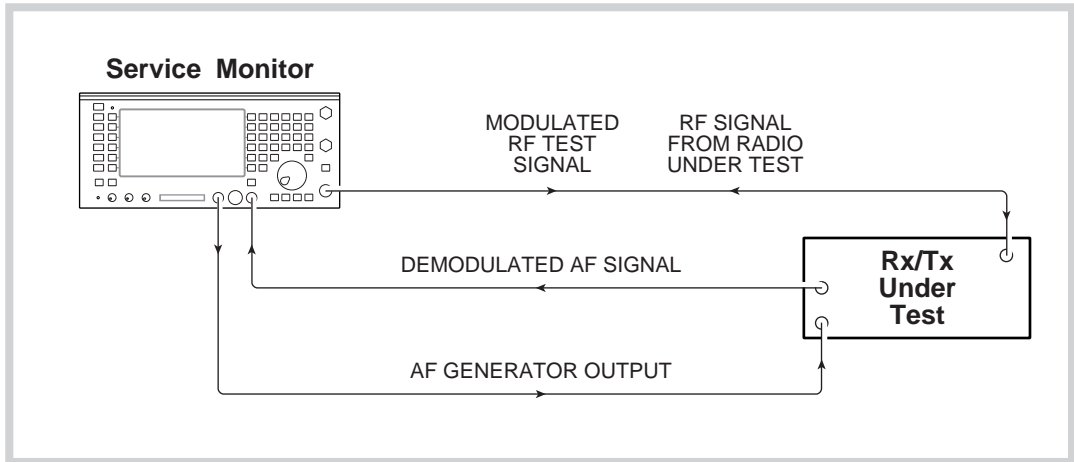 Service Monitor
MODULATED
RF TEST
SIGNAL
RF SIGNAL
FROM RADIO
UNDER TEST
DEMODULATED AF SIGNAL
Rx/Tx
Under
Test
AF GENERATOR OUTPUT